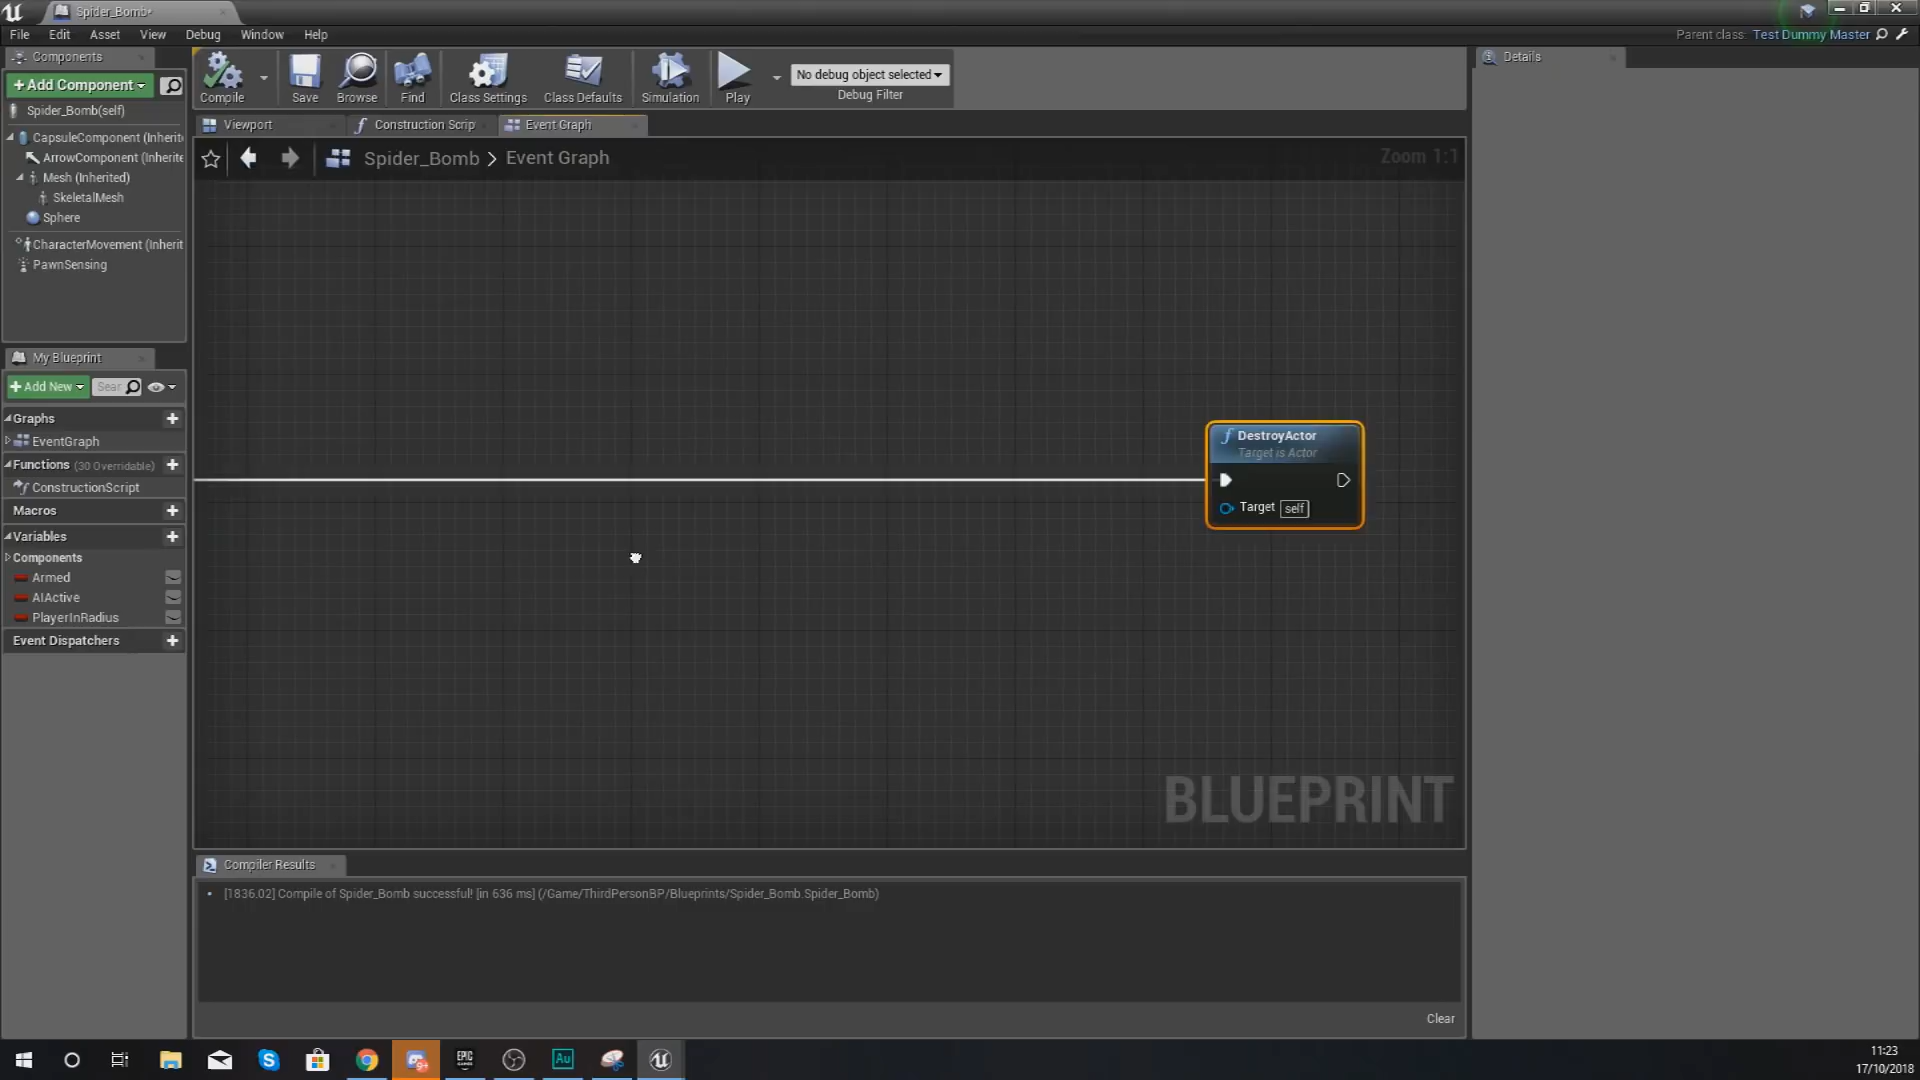 Spider_Bomb*
File Edit Asset View Debug Window Help
Parent class: Test Dummy Master
Components
+Add Component
Spider_Bomb(self)
CapsuleComponent (Inherite
ArrowComponent (Inherite
Mesh (Inherited)
SkeletalMesh
Sphere
CharacterMovement (Inherit
PawnSensing
Compile
Save
Browse
Find
Class Settings
Class Defaults
Simulation
Play
No debug object selected
Debug Filter
Details
Viewport
Construction Scrip
Event Graph
Spider_Bomb > Event Graph
Zoom 1:1
My Blueprint
+Add New
Sear
Graphs
EventGraph
Functions (30 Overridable)
ConstructionScript
Macros
Variables
Components
Armed
AIActive
PlayerInRadius
Event Dispatchers
DestroyActor
Target is Actor
Target self
BLUEPRINT
Compiler Results
[1836.02] Compile of Spider_Bomb successful! [in 636 ms] (/Game/ThirdPersonBP/Blueprints/Spider_Bomb.Spider_Bomb)
Clear
EPIC
GAMES
Au
11:23
17/10/2018